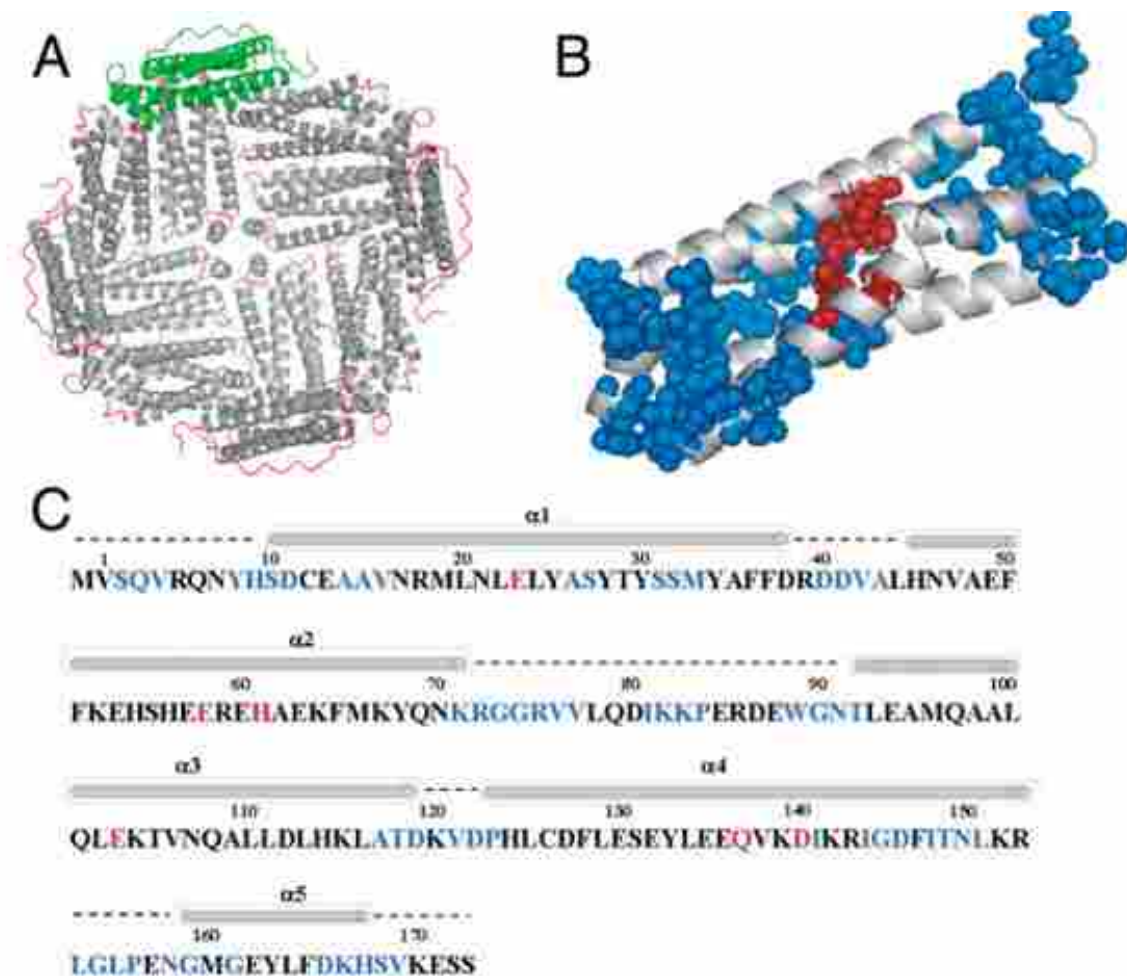 A
B
C
α1
1 10 20 30 40 50
MVSQVRQNYHSDCEAAVNRMLNLELYASYTYSSMYAFFDRDDVALHNVAEF
α2
60 70 80 90 100
FKEHSHEEREHAEKFMKYQNKRGGRVVLQDIKKPERDEWGNTLEAMQAAL
α3 α4
110 120 130 140 150
QLEKTVNQALLDLHKLATDKVDPHLCDFLESEYLEEQVKDIKRIGDFITNLKR
α5
160 170
LGLPENGMGEYLFDKHSVKESS